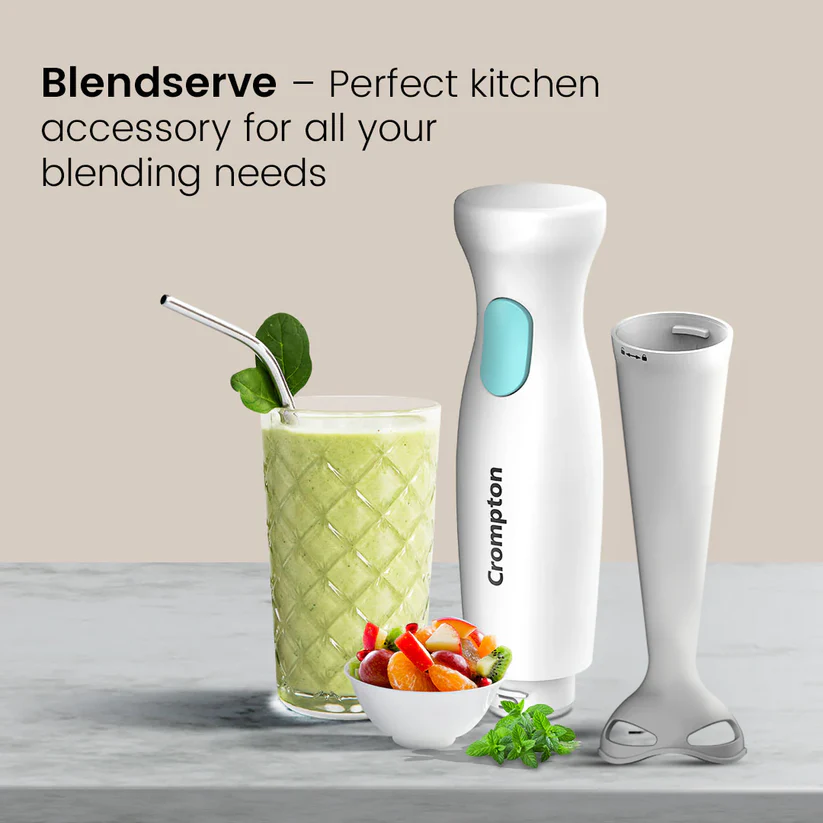 Blendserve – Perfect kitchen
accessory for all your
blending needs
Crompton